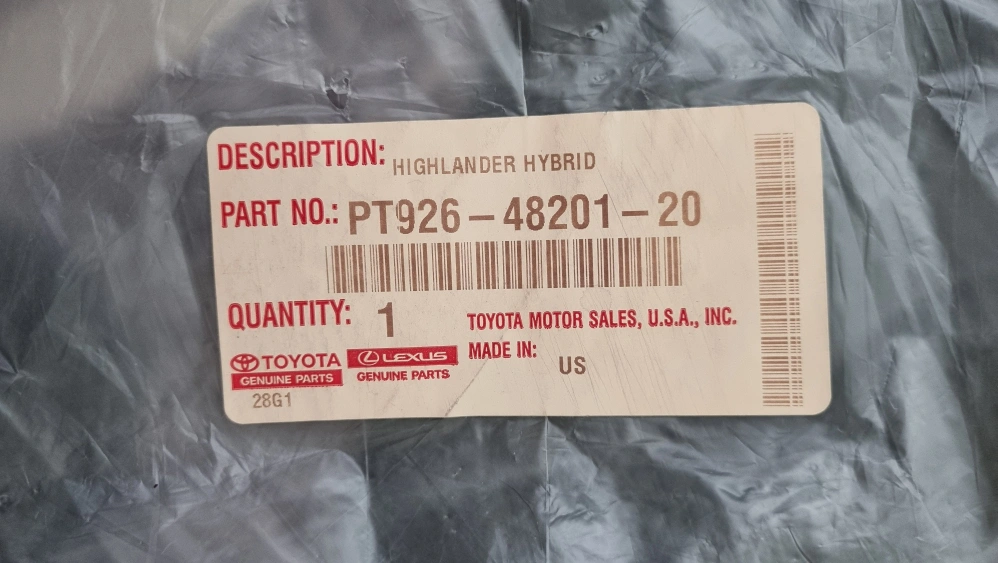 DESCRIPTION: HIGHLANDER HYBRID
PART NO.: PT926-48201-20
QUANTITY: 1
TOYOTA MOTOR SALES, U.S.A., INC.
MADE IN: US
TOYOTA
GENUINE PARTS
LEXUS
GENUINE PARTS
28G1